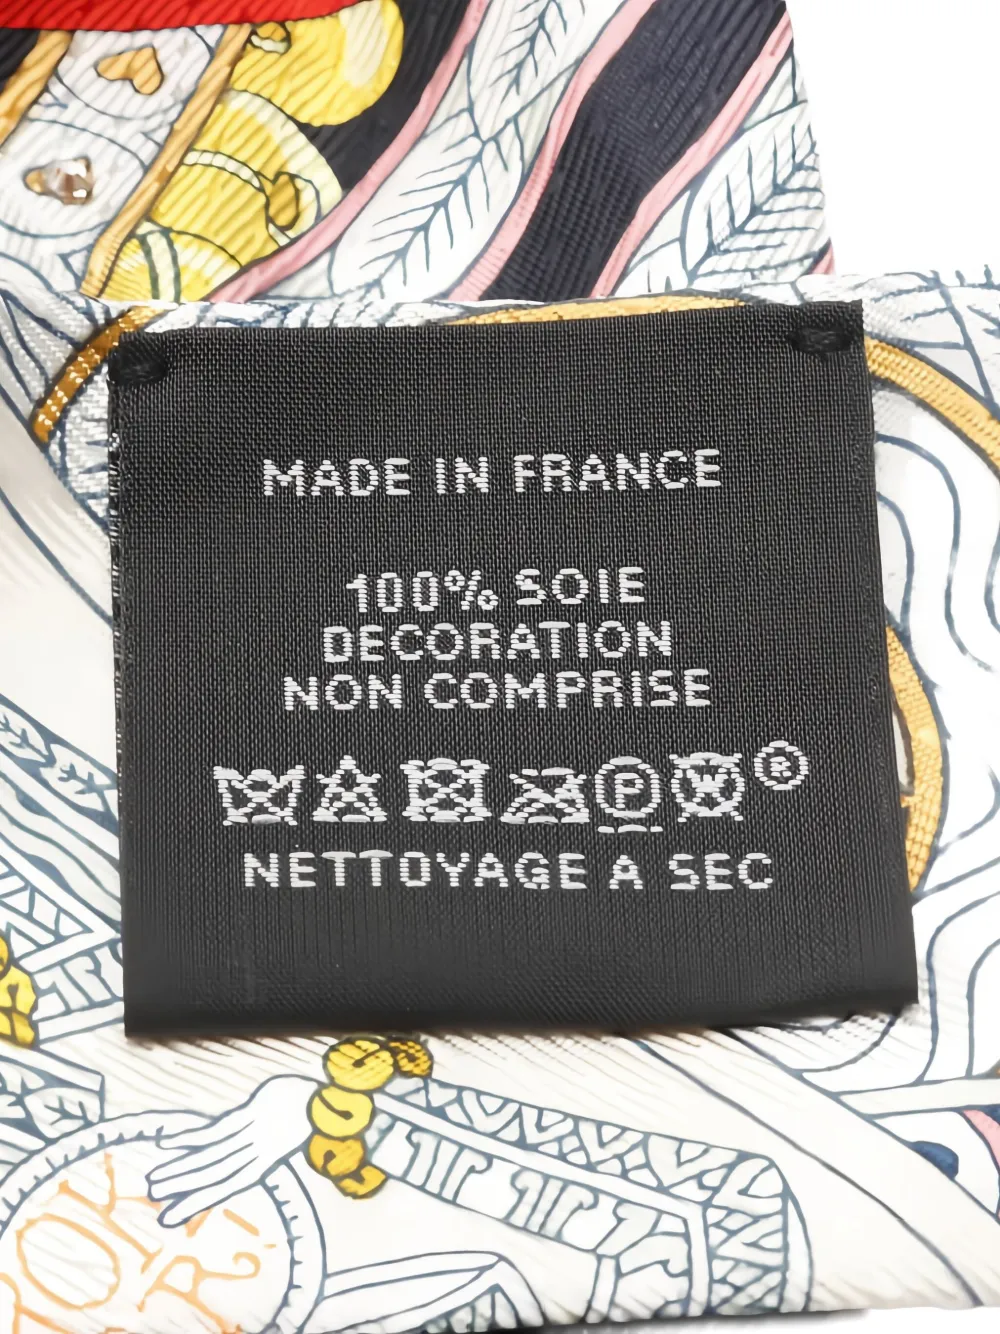 MADE IN FRANCE
100% SOIE
DECORATION
NON COMPRISE
P W ®
NETTOYAGE A SEC